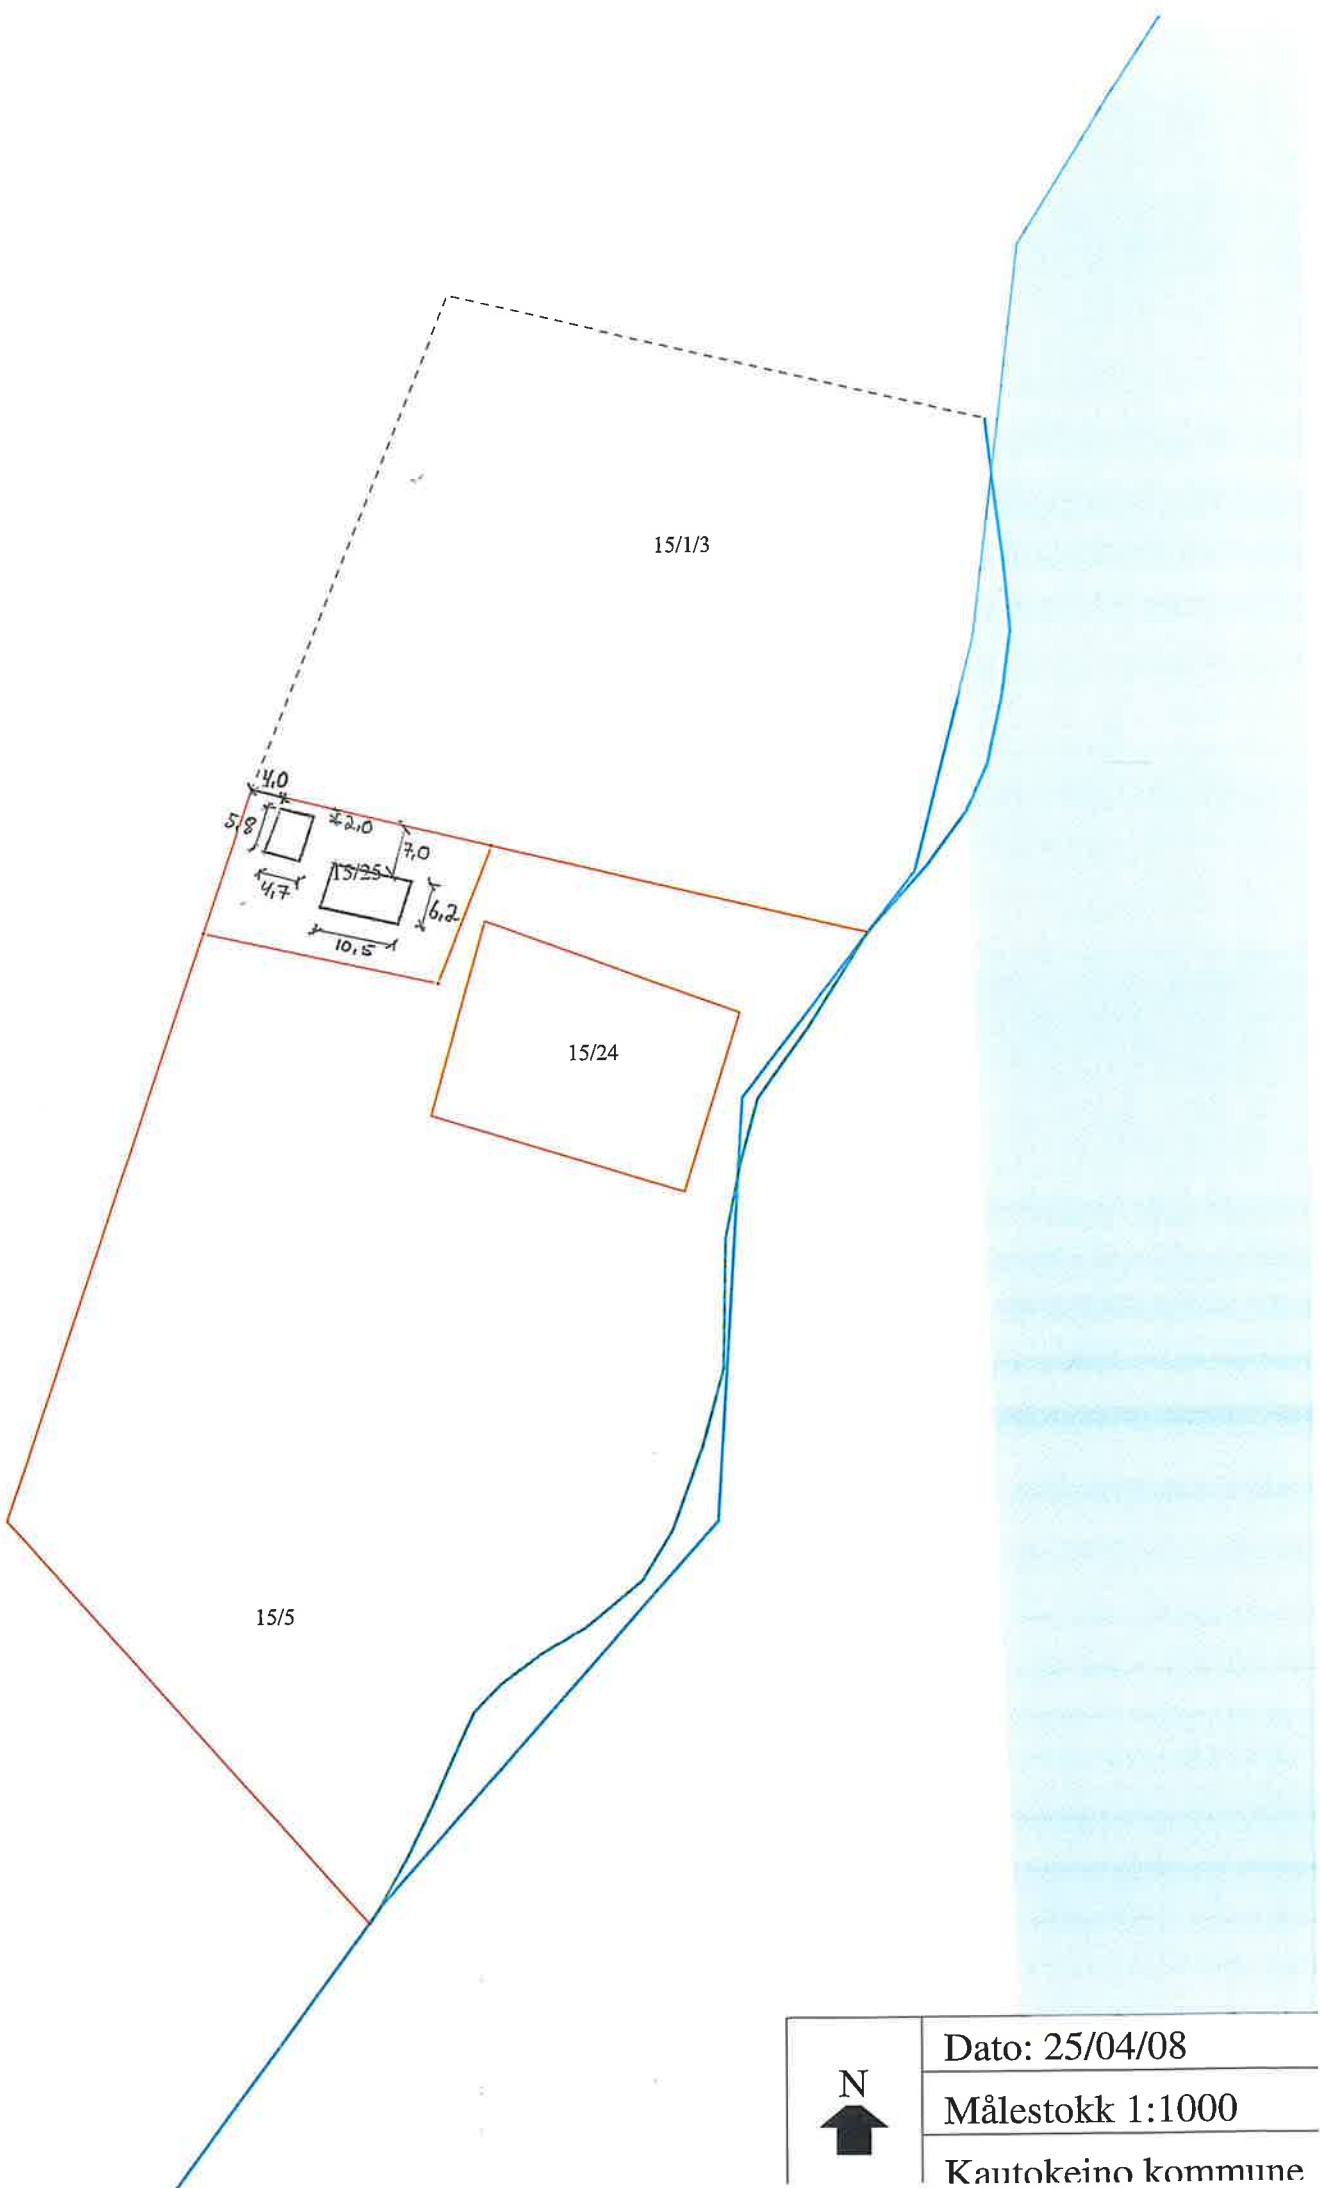 15/1/3
4,0
5,8
2,0
7,0
15/25
4,7
6,2
10,5
15/24
15/5
N
Dato: 25/04/08
Målestokk 1:1000
Kautokeino kommune